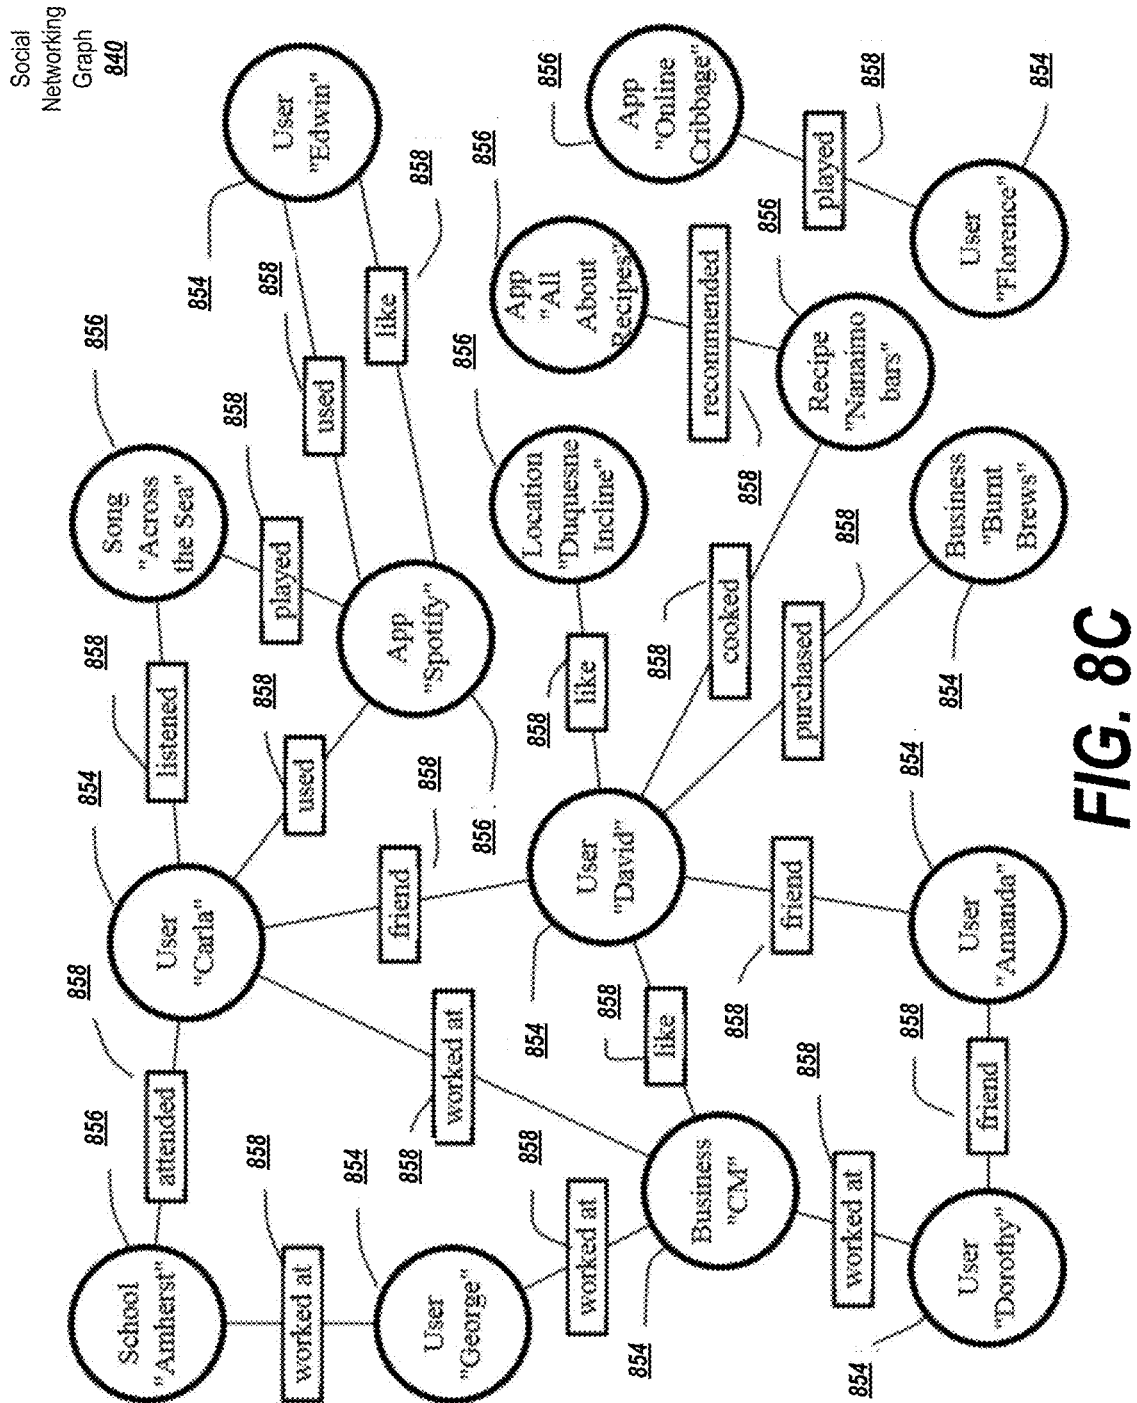 Social
Networking
Graph
840
856
858
854
858
856
School
"Amherst"
attended
User
"Carla"
listened
Song
"Across
the Sea"
854
858
858
858
858
User
"Edwin"
worked at
used
played
used
854
like
858
User
"George"
App
"Spotify"
858
worked at
friend
858
856
856
856
858
854
858
856
worked at
like
User
"David"
like
Location
"Duquesne
Incline"
App
"All
About
Recipes"
App
"Online
Cribbage"
854
858
Business
"CM"
858
858
cooked
recommended
856
friend
858
858
purchased
played
858
worked at
Recipe
"Nanaimo
bars"
858
858
854
854
854
User
"Dorothy"
friend
User
"Amanda"
Business
"Burnt
Brews"
User
"Florence"
854
FIG. 8C